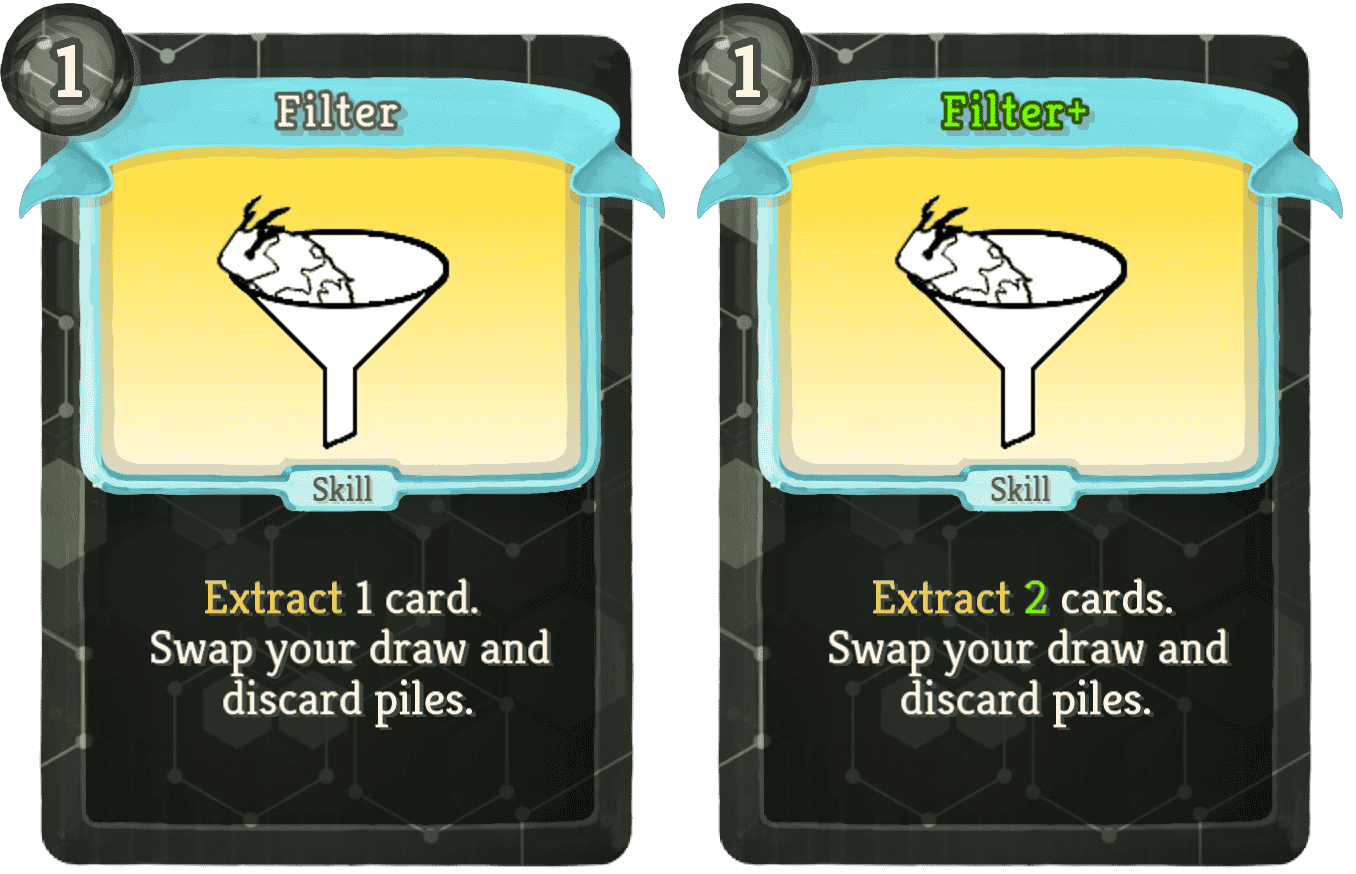 1
Filter
Skill
Extract 1 card.
Swap your draw and
discard piles.
1
Filter+
Skill
Extract 2 cards.
Swap your draw and
discard piles.